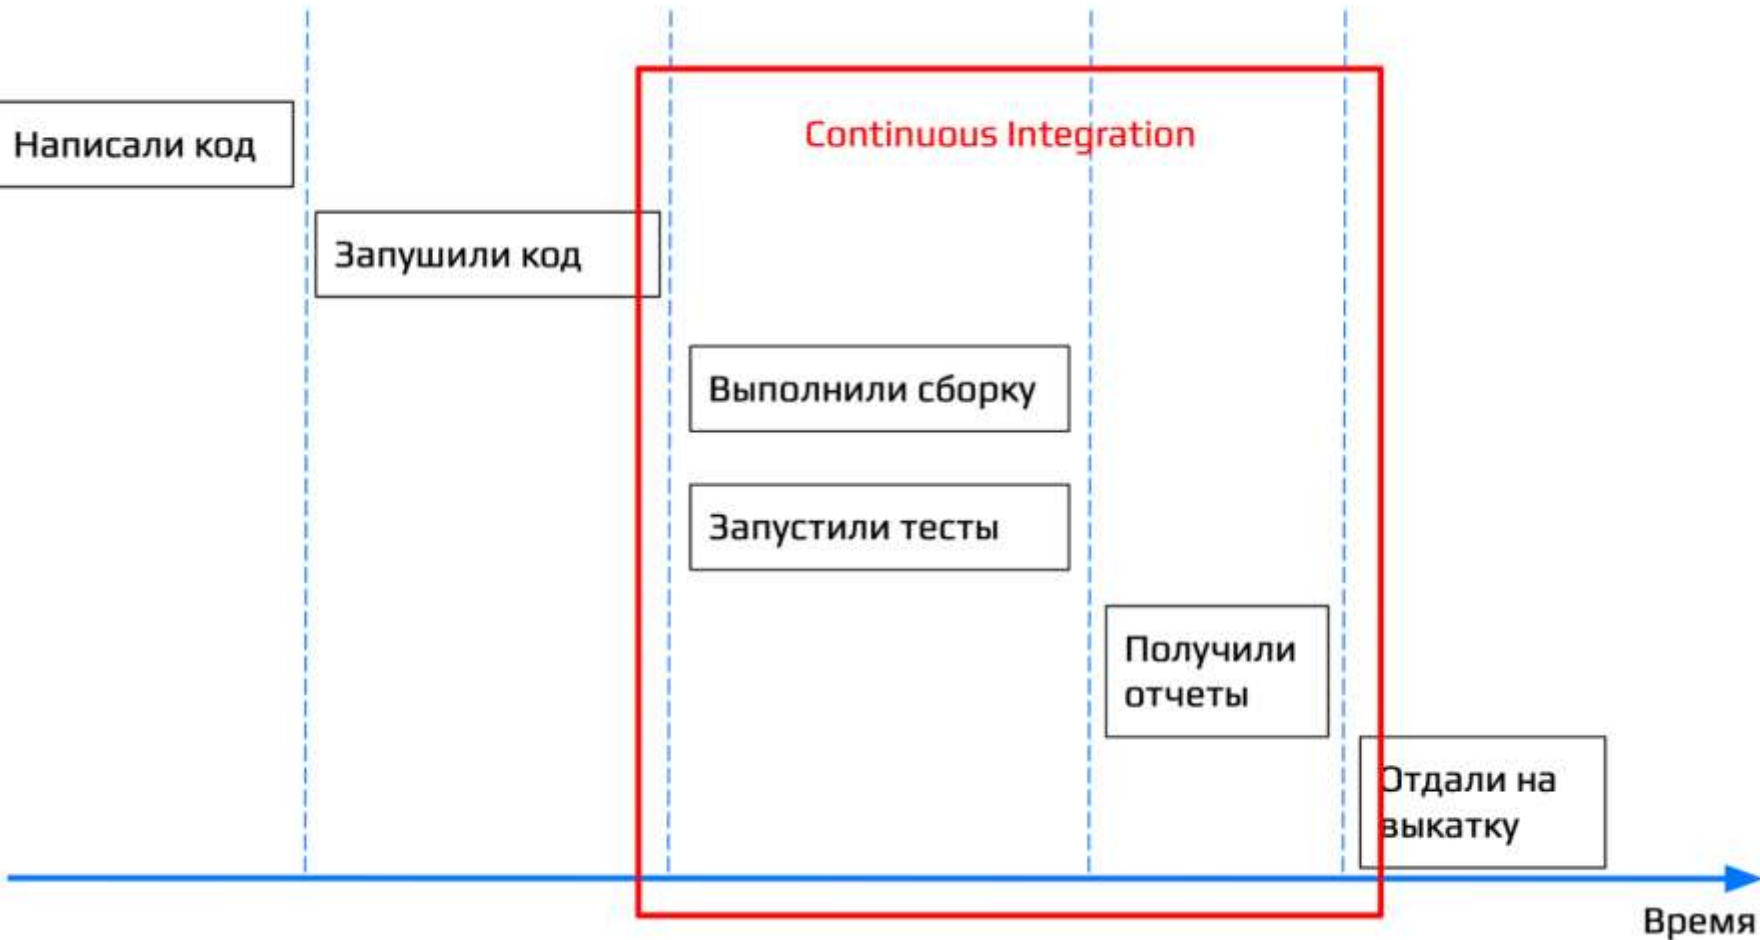 Continuous Integration
Написали код
Запушили код
Выполнили сборку
Запустили тесты
Получили
отчеты
Отдали на
выкатку
Время